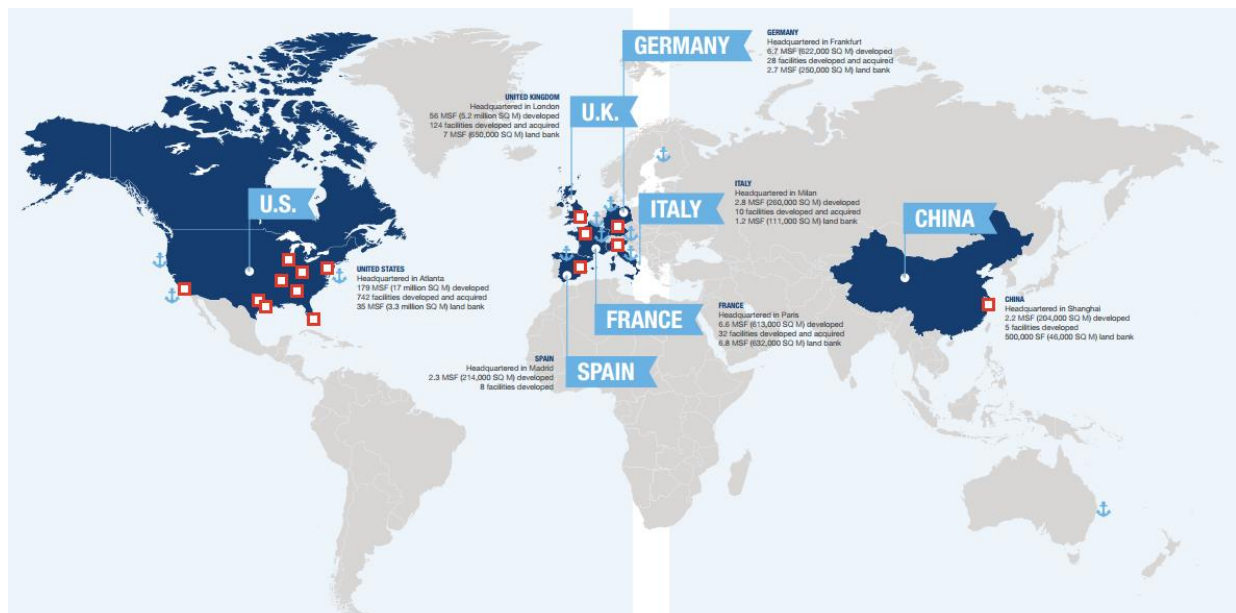 GERMANY
GERMANY
Headquartered in Frankfurt
6.7 MSF (622,000 SQ M) developed
28 facilities developed and acquired
2.7 MSF (250,000 SQ M) land bank
U.K.
UNITED KINGDOM
Headquartered in London
56 MSF (5.2 million SQ M) developed
124 facilities developed and acquired
7 MSF (650,000 SQ M) land bank
U.S.
UNITED STATES
Headquartered in Atlanta
179 MSF (17 million SQ M) developed
742 facilities developed and acquired
35 MSF (3.3 million SQ M) land bank
ITALY
ITALY
Headquartered in Milan
2.8 MSF (260,000 SQ M) developed
10 facilities developed and acquired
1.2 MSF (111,000 SQ M) land bank
CHINA
CHINA
Headquartered in Shanghai
2.2 MSF (204,000 SQ M) developed
5 facilities developed
500,000 SF (46,000 SQ M) land bank
FRANCE
FRANCE
Headquartered in Paris
6.6 MSF (613,000 SQ M) developed
32 facilities developed and acquired
6.8 MSF (632,000 SQ M) land bank
SPAIN
SPAIN
Headquartered in Madrid
2.3 MSF (214,000 SQ M) developed
8 facilities developed